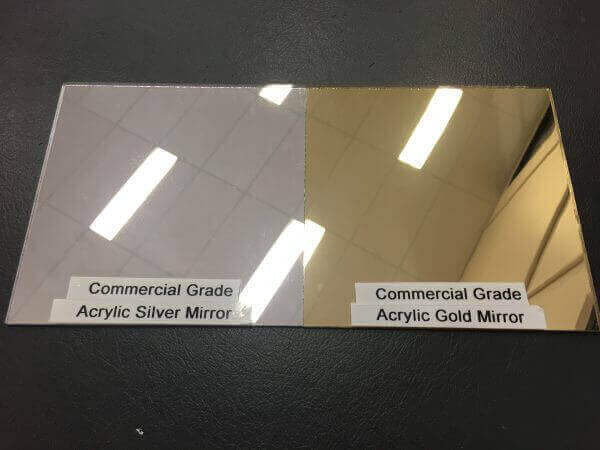 Commercial Grade
Acrylic Silver Mirror
Commercial Grade
Acrylic Gold Mirror